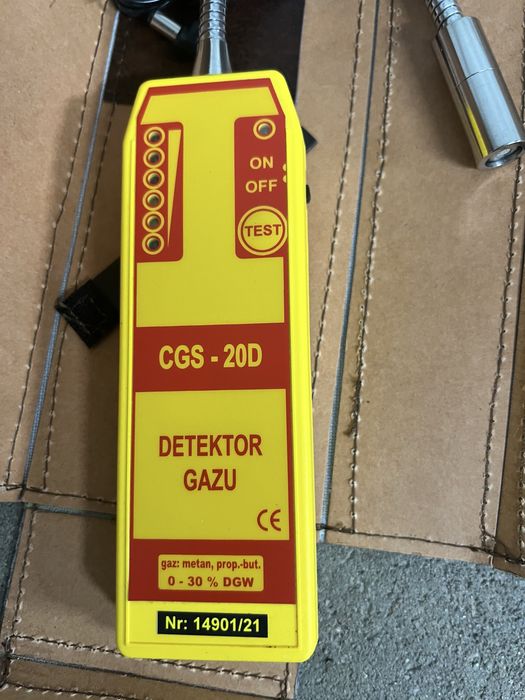 ON
OFF
TEST
CGS - 20D
DETEKTOR
GAZU
CE
gaz: metan, prop.-but.
0 - 30 % DGW
Nr: 14901/21